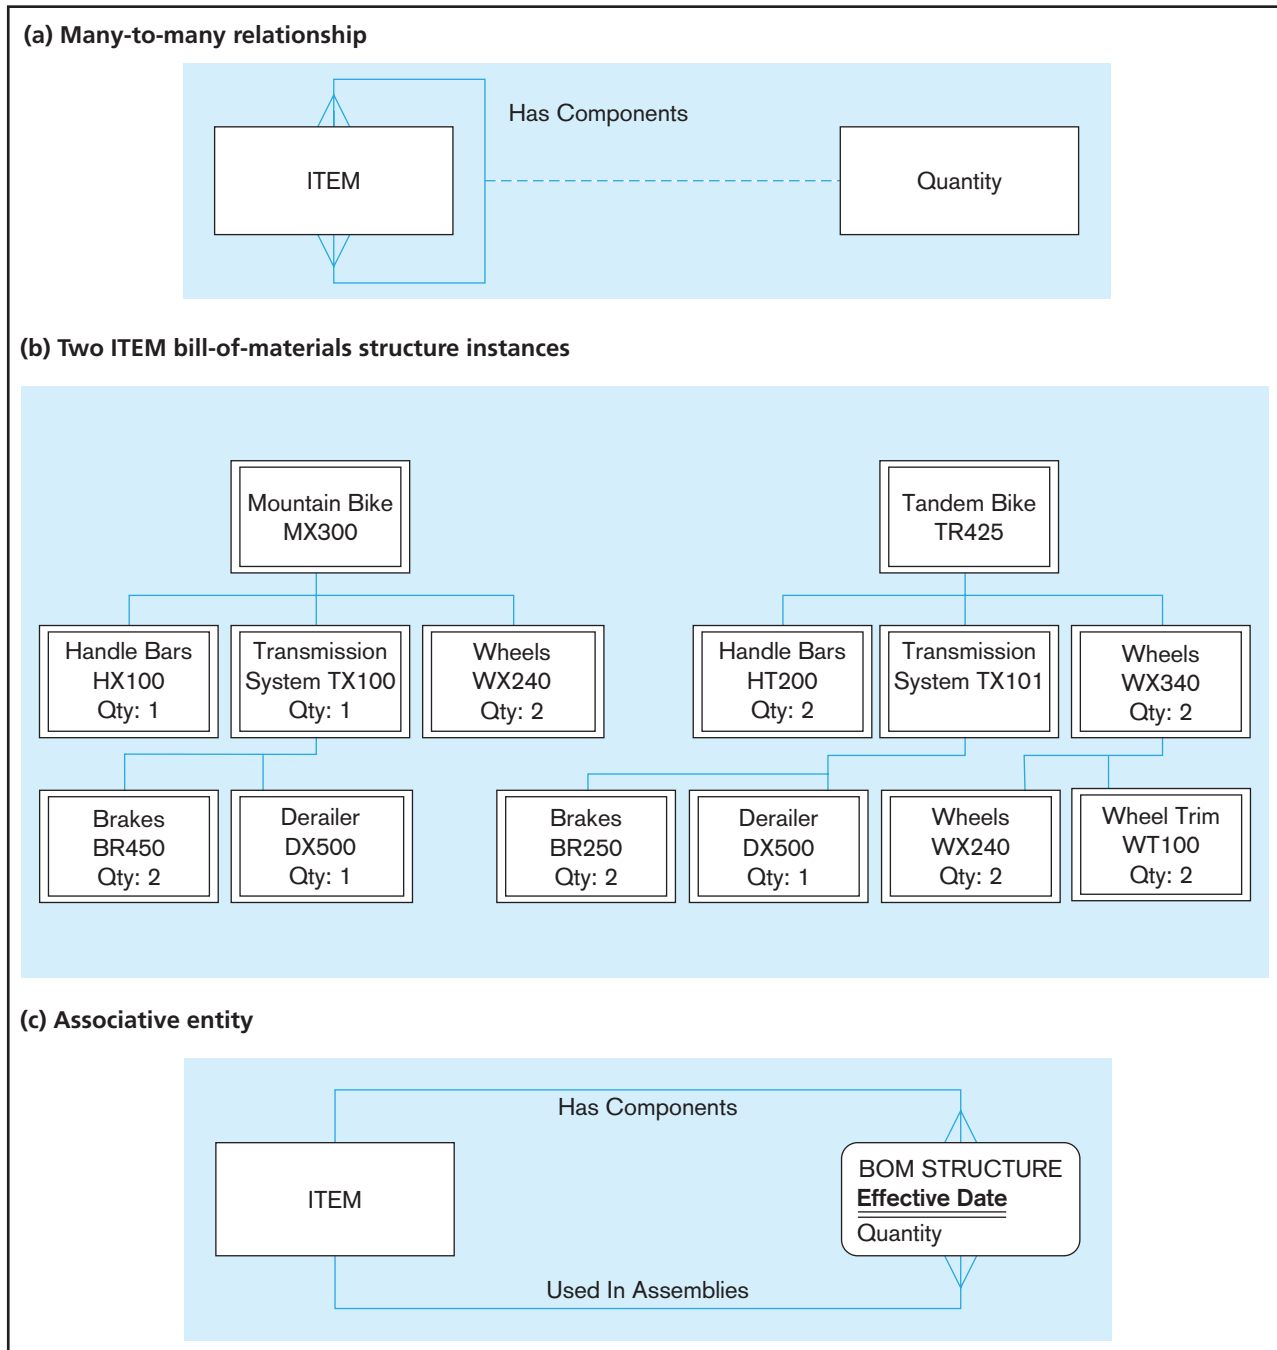 (a) Many-to-many relationship
Has Components
ITEM
Quantity
(b) Two ITEM bill-of-materials structure instances
Mountain Bike
MX300
Tandem Bike
TR425
Handle Bars
HX100
Qty: 1
Transmission
System TX100
Qty: 1
Wheels
WX240
Qty: 2
Handle Bars
HT200
Qty: 2
Transmission
System TX101
Wheels
WX340
Qty: 2
Brakes
BR450
Qty: 2
Derailer
DX500
Qty: 1
Brakes
BR250
Qty: 2
Derailer
DX500
Qty: 1
Wheels
WX240
Qty: 2
Wheel Trim
WT100
Qty: 2
(c) Associative entity
Has Components
ITEM
BOM STRUCTURE
Effective Date
Quantity
Used In Assemblies